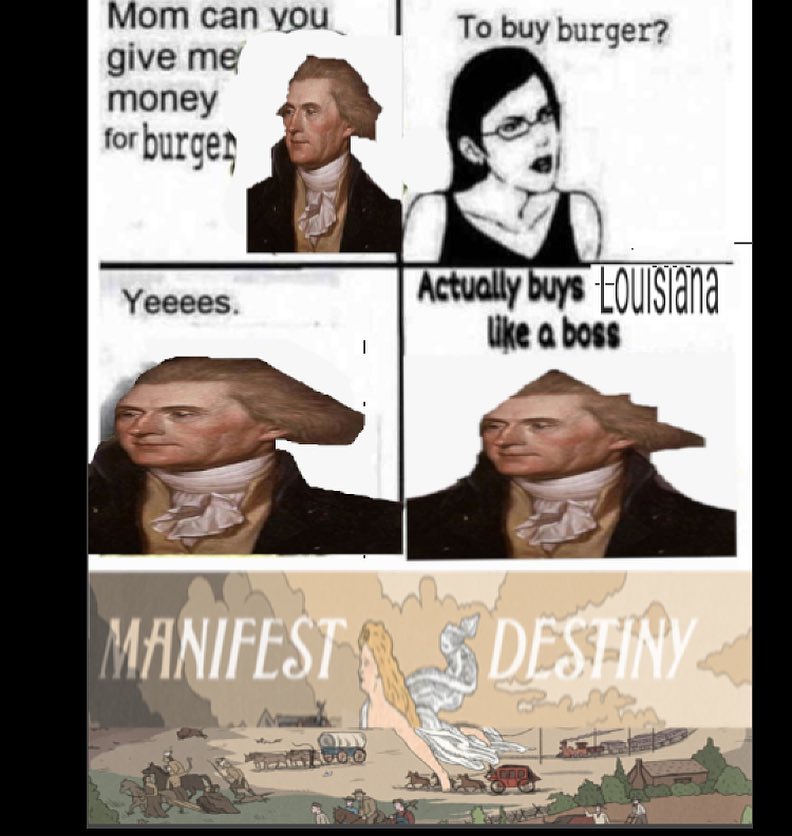 Mom can you
give me
money
for burger
To buy burger?
Yeeees.
Actually buys Louisiana
like a boss
MANIFEST DESTINY